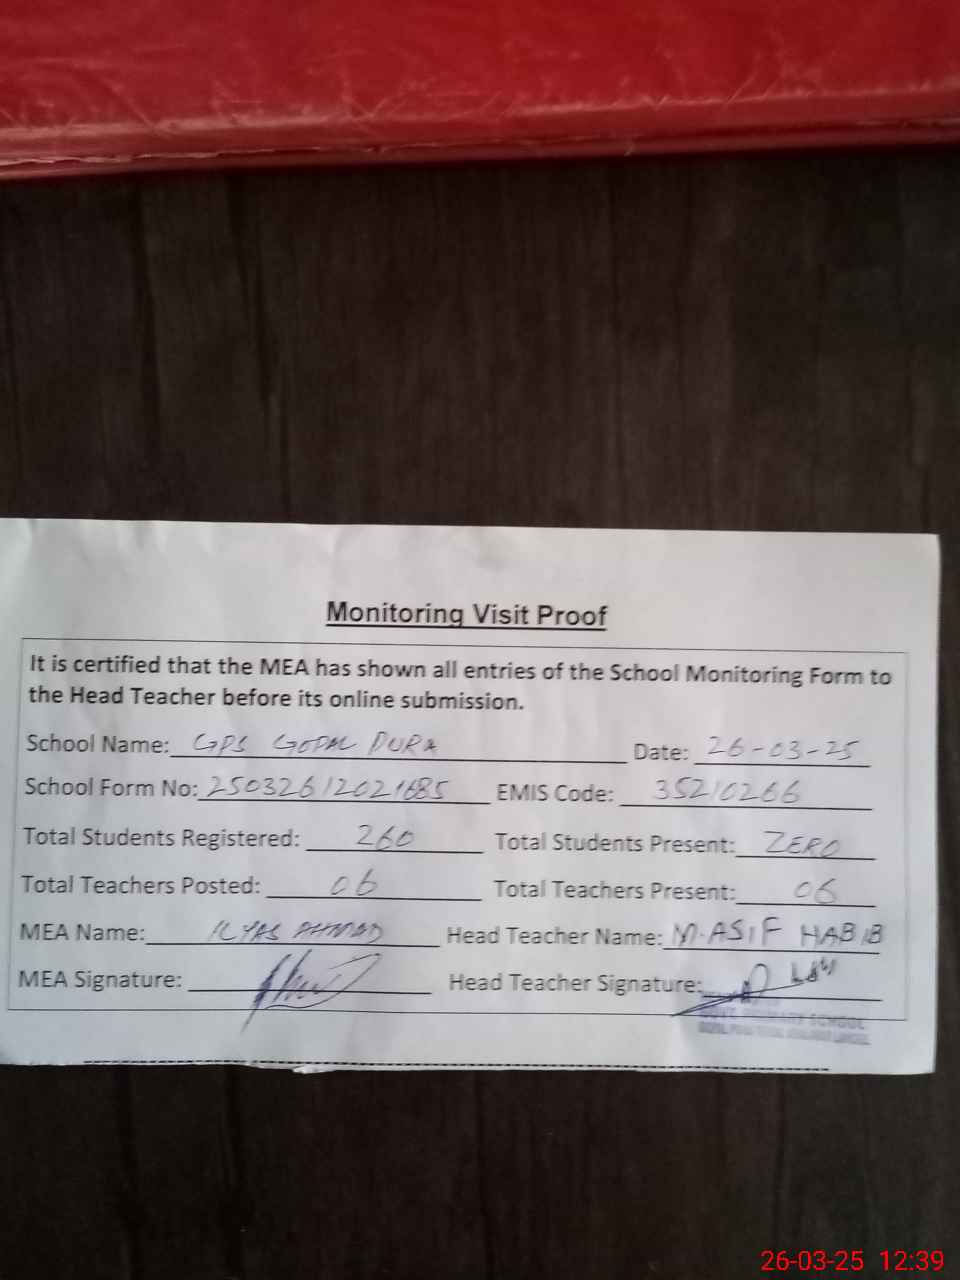 Monitoring Visit Proof
It is certified that the MEA has shown all entries of the School Monitoring Form to
the Head Teacher before its online submission.
School Name: GPS GOPAL PURA Date: 26-03-25
School Form No: 25032612021685 EMIS Code: 35210266
Total Students Registered: 260 Total Students Present: ZERO
Total Teachers Posted: 06 Total Teachers Present: 06
MEA Name: ILYAS AHMAD Head Teacher Name: M. ASIF HABIB
MEA Signature: Head Teacher Signature:
GOVT. PRIMARY SCHOOL
26-03-25 12:39